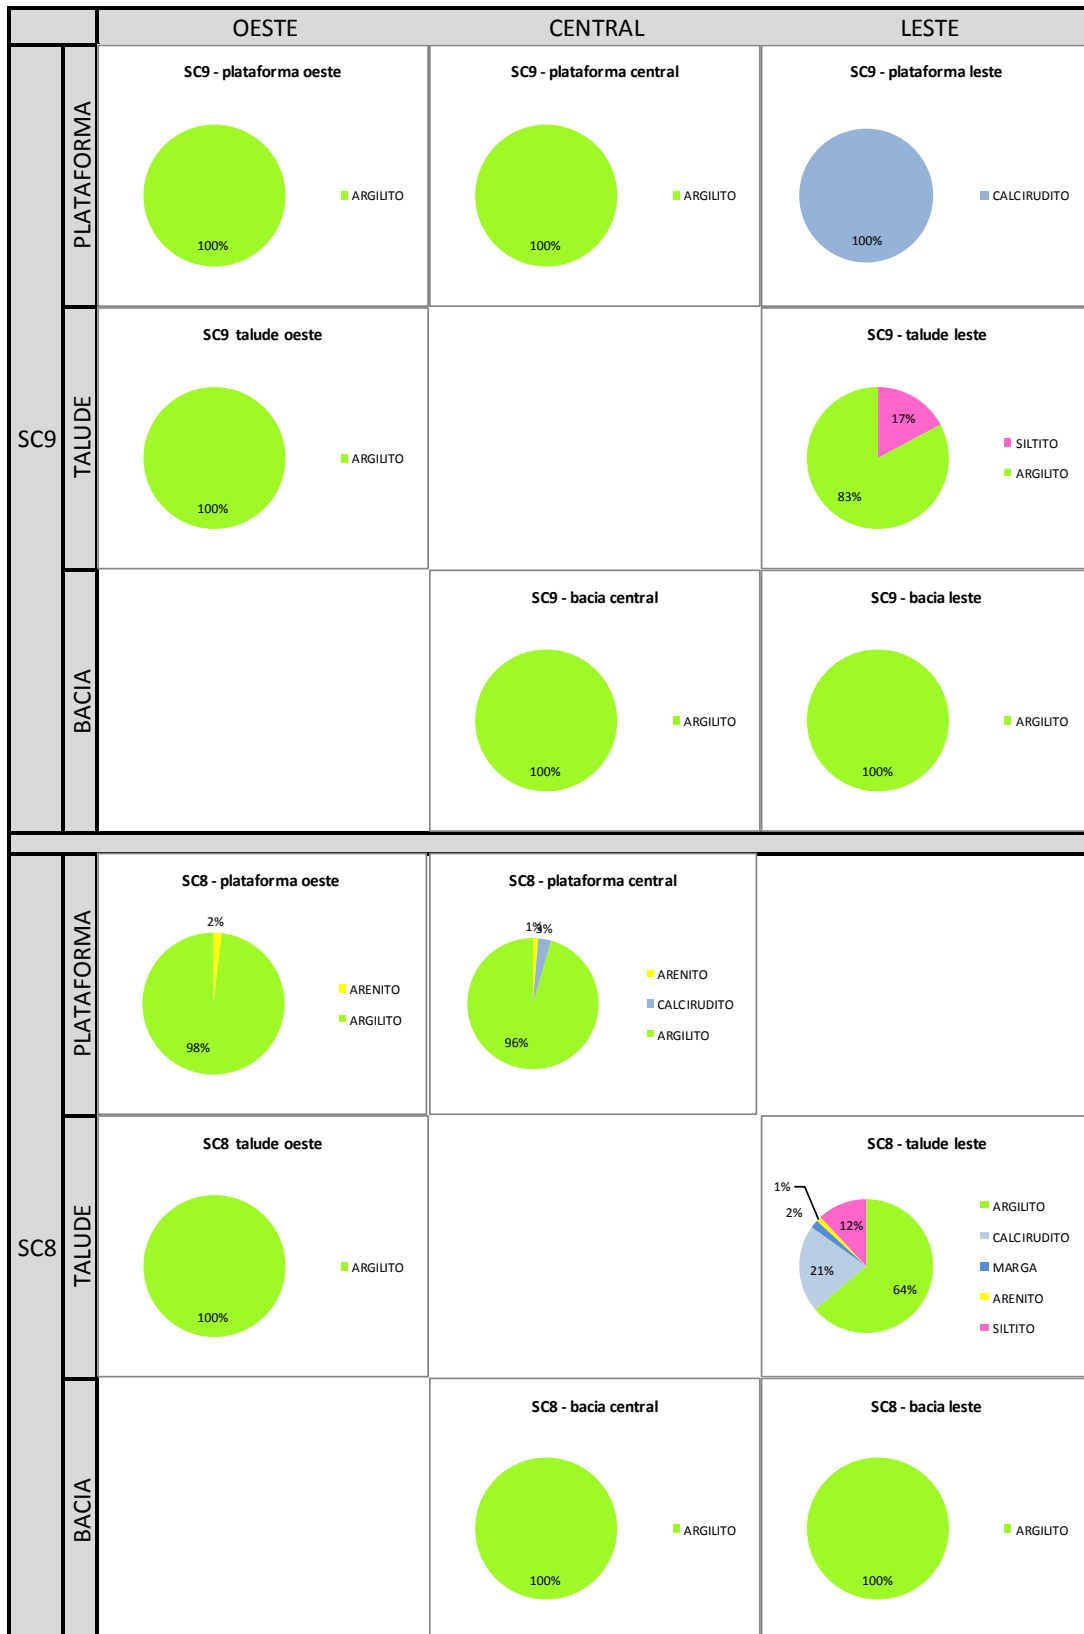 OESTE CENTRAL LESTE
SC9
PLATAFORMA
SC9 - plataforma oeste
100%
ARGILITO
SC9 - plataforma central
100%
ARGILITO
SC9 - plataforma leste
100%
CALCIRUDITO
TALUDE
SC9 talude oeste
100%
ARGILITO
SC9 - talude leste
17%
83%
SILTITO
ARGILITO
BACIA
SC9 - bacia central
100%
ARGILITO
SC9 - bacia leste
100%
ARGILITO
SC8
PLATAFORMA
SC8 - plataforma oeste
2%
98%
ARENITO
ARGILITO
SC8 - plataforma central
1%
3%
96%
ARENITO
CALCIRUDITO
ARGILITO
TALUDE
SC8 talude oeste
100%
ARGILITO
SC8 - talude leste
1%
2%
12%
21%
64%
ARGILITO
CALCIRUDITO
MARGA
ARENITO
SILTITO
BACIA
SC8 - bacia central
100%
ARGILITO
SC8 - bacia leste
100%
ARGILITO